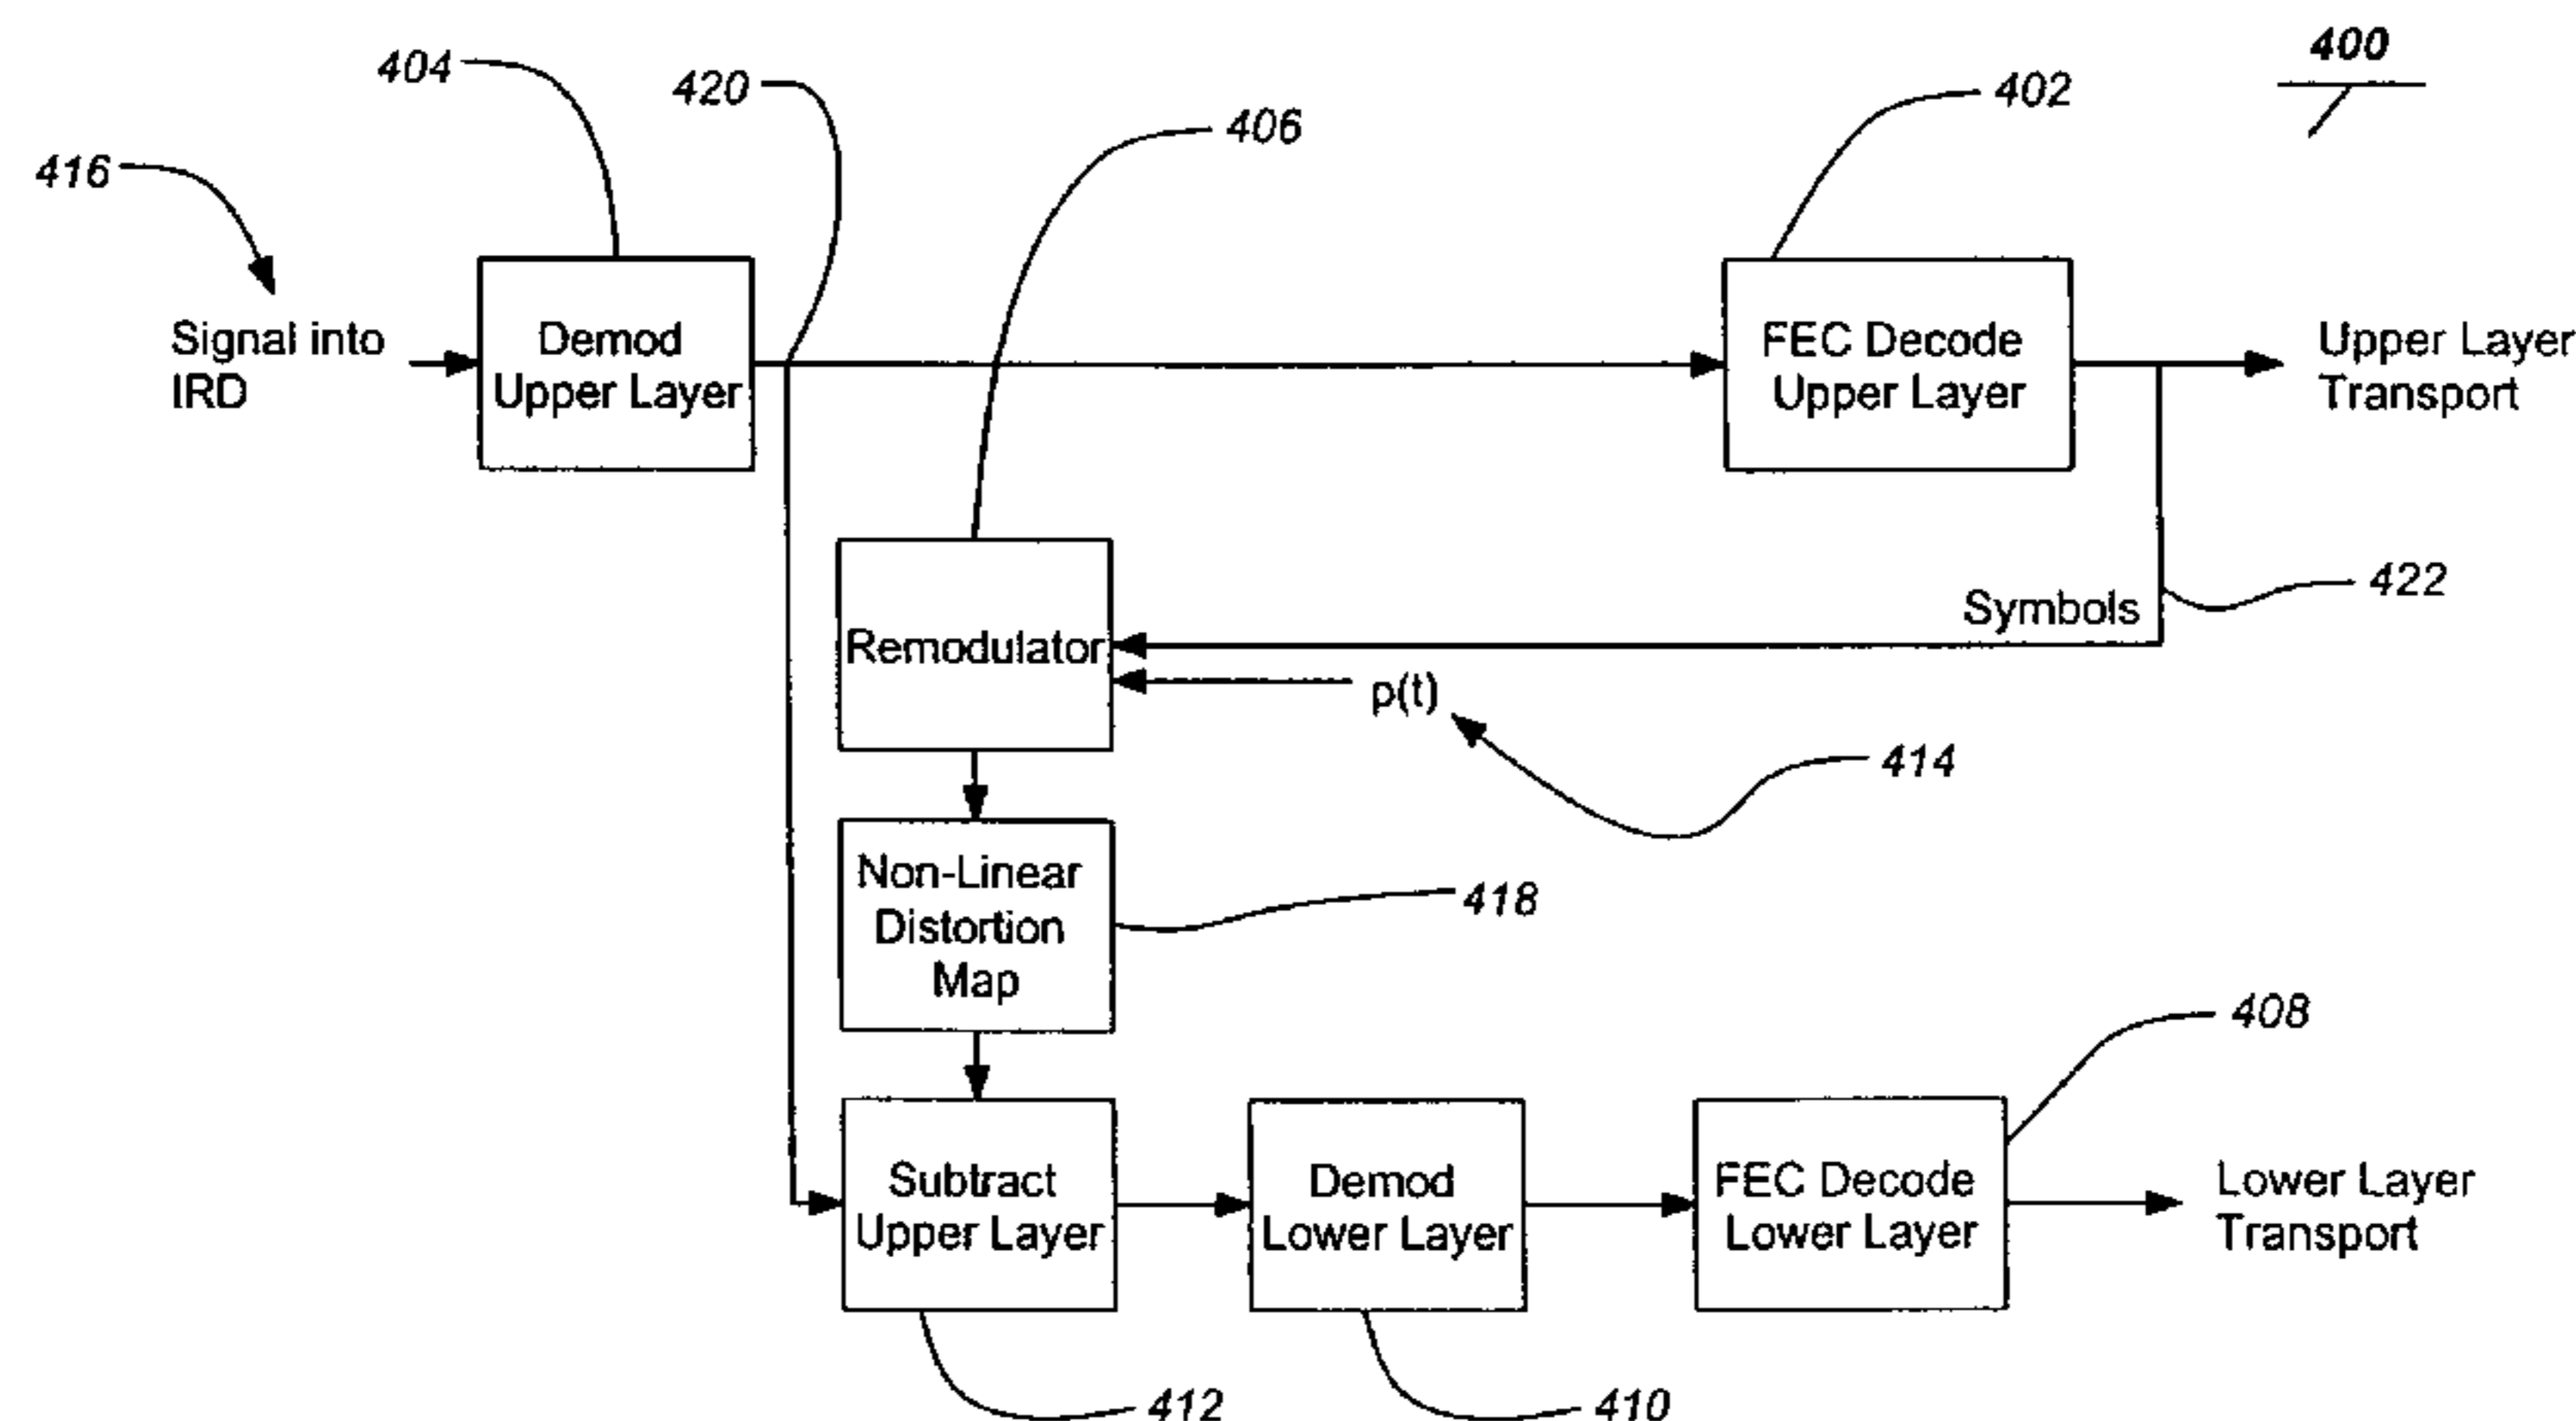 400
404
420
402
406
416
Signal into
IRD
Demod
Upper Layer
FEC Decode
Upper Layer
Upper Layer
Transport
422
Symbols
Remodulator
p(t)
414
Non-Linear
Distortion
Map
418
408
Subtract
Upper Layer
Demod
Lower Layer
FEC Decode
Lower Layer
Lower Layer
Transport
412
410